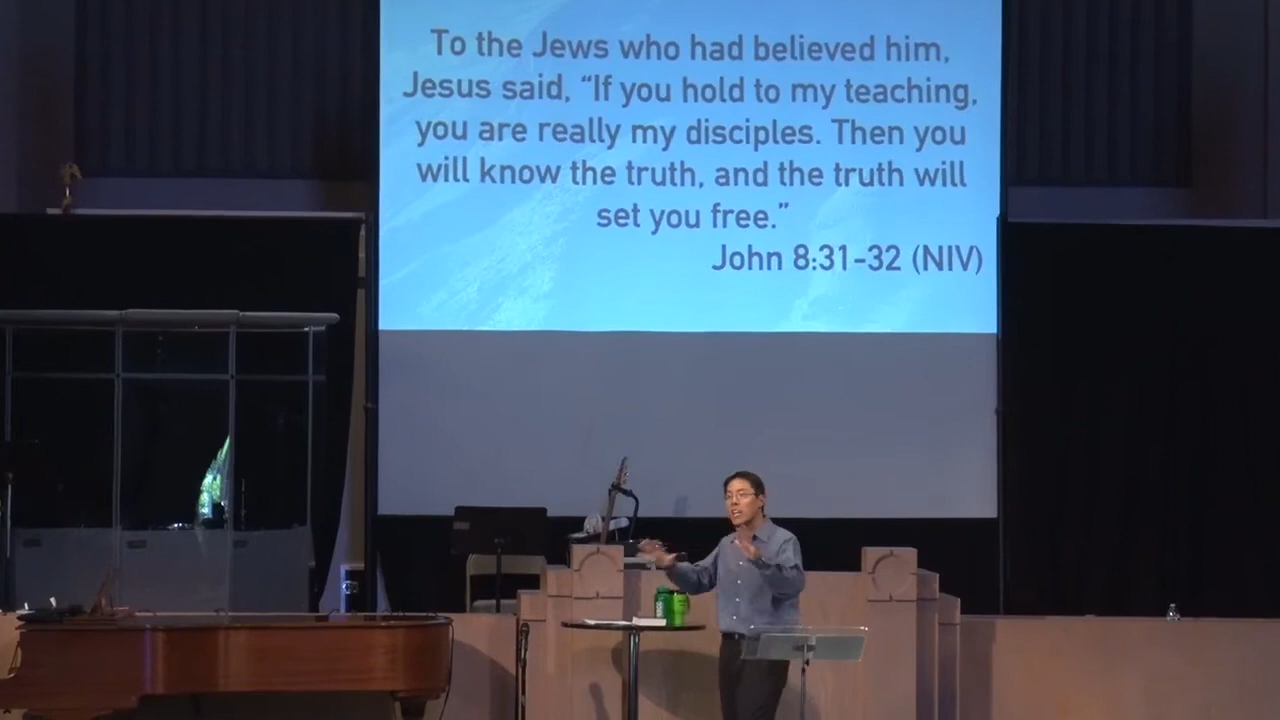 To the Jews who had believed him,
Jesus said, “If you hold to my teaching,
you are really my disciples. Then you
will know the truth, and the truth will
set you free.”
John 8:31-32 (NIV)